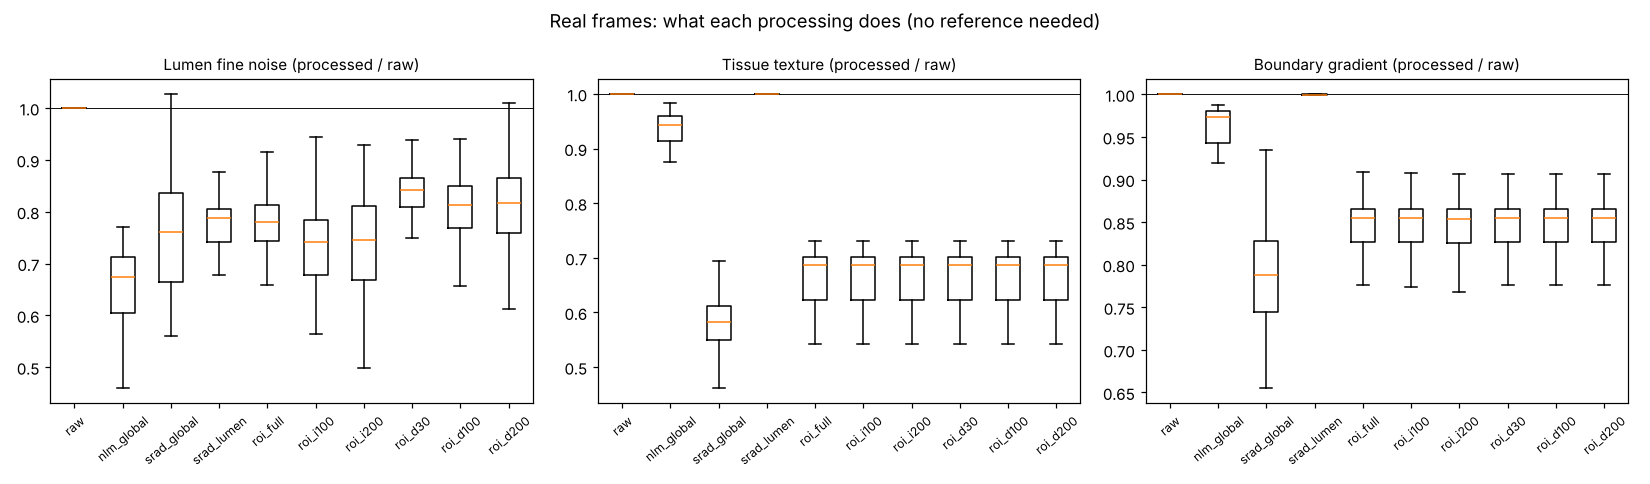 Real frames: what each processing does (no reference needed)
Lumen fine noise (processed / raw)
1.0
0.9
0.8
0.7
0.6
0.5
raw
nlm_global
srad_global
srad_lumen
roi_full
roi_i100
roi_i200
roi_d30
roi_d100
roi_d200
Tissue texture (processed / raw)
1.0
0.9
0.8
0.7
0.6
0.5
raw
nlm_global
srad_global
srad_lumen
roi_full
roi_i100
roi_i200
roi_d30
roi_d100
roi_d200
Boundary gradient (processed / raw)
1.00
0.95
0.90
0.85
0.80
0.75
0.70
0.65
raw
nlm_global
srad_global
srad_lumen
roi_full
roi_i100
roi_i200
roi_d30
roi_d100
roi_d200